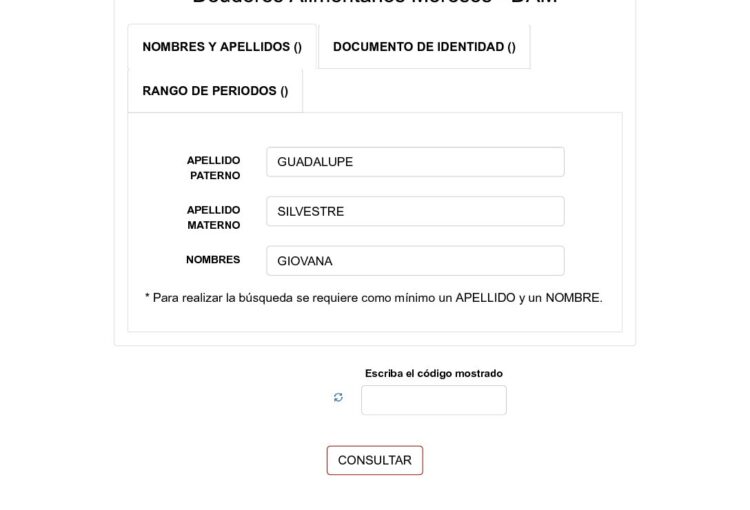 NOMBRES Y APELLIDOS ()
DOCUMENTO DE IDENTIDAD ()
RANGO DE PERIODOS ()
APELLIDO
PATERNO
GUADALUPE
APELLIDO
MATERNO
SILVESTRE
NOMBRES
GIOVANA
* Para realizar la búsqueda se requiere como mínimo un APELLIDO y un NOMBRE.
Escriba el código mostrado
CONSULTAR